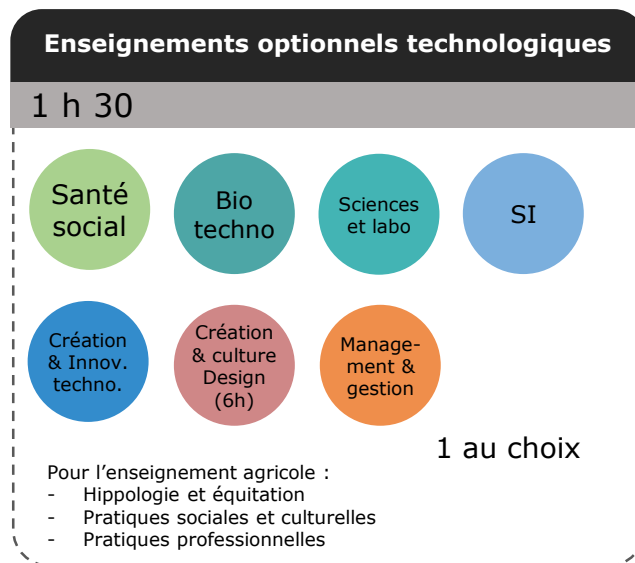 Enseignements optionnels technologiques
1 h 30
Santé
social
Bio
techno
Sciences
et labo
SI
Création
& Innov.
techno.
Création
& culture
Design
(6h)
Manage-
ment &
gestion
1 au choix
Pour l’enseignement agricole :
- Hippologie et équitation
- Pratiques sociales et culturelles
- Pratiques professionnelles